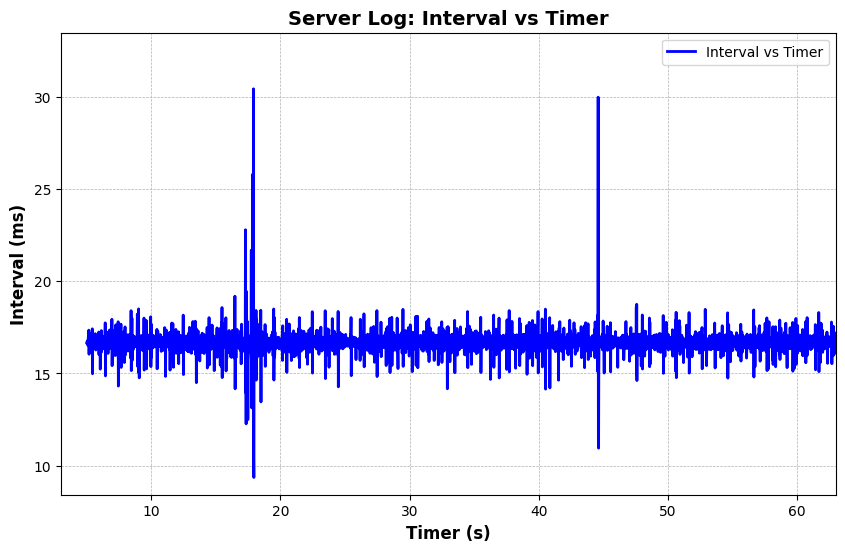 Server Log: Interval vs Timer
Interval vs Timer
30
25
20
15
10
Interval (ms)
10 20 30 40 50 60
Timer (s)